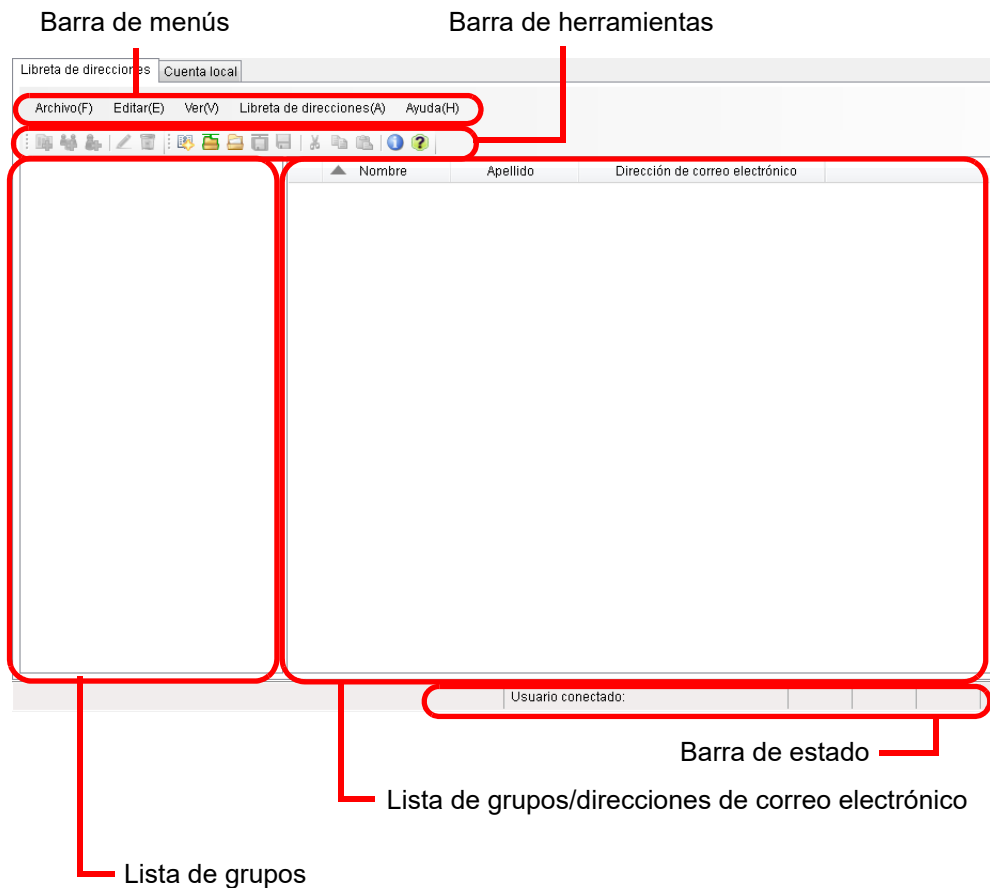 Barra de menús
Barra de herramientas
Libreta de direcciones
Cuenta local
Archivo(F) Editar(E) Ver(V) Libreta de direcciones(A) Ayuda(H)
Nombre Apellido Dirección de correo electrónico
Usuario conectado:
Barra de estado
Lista de grupos/direcciones de correo electrónico
Lista de grupos